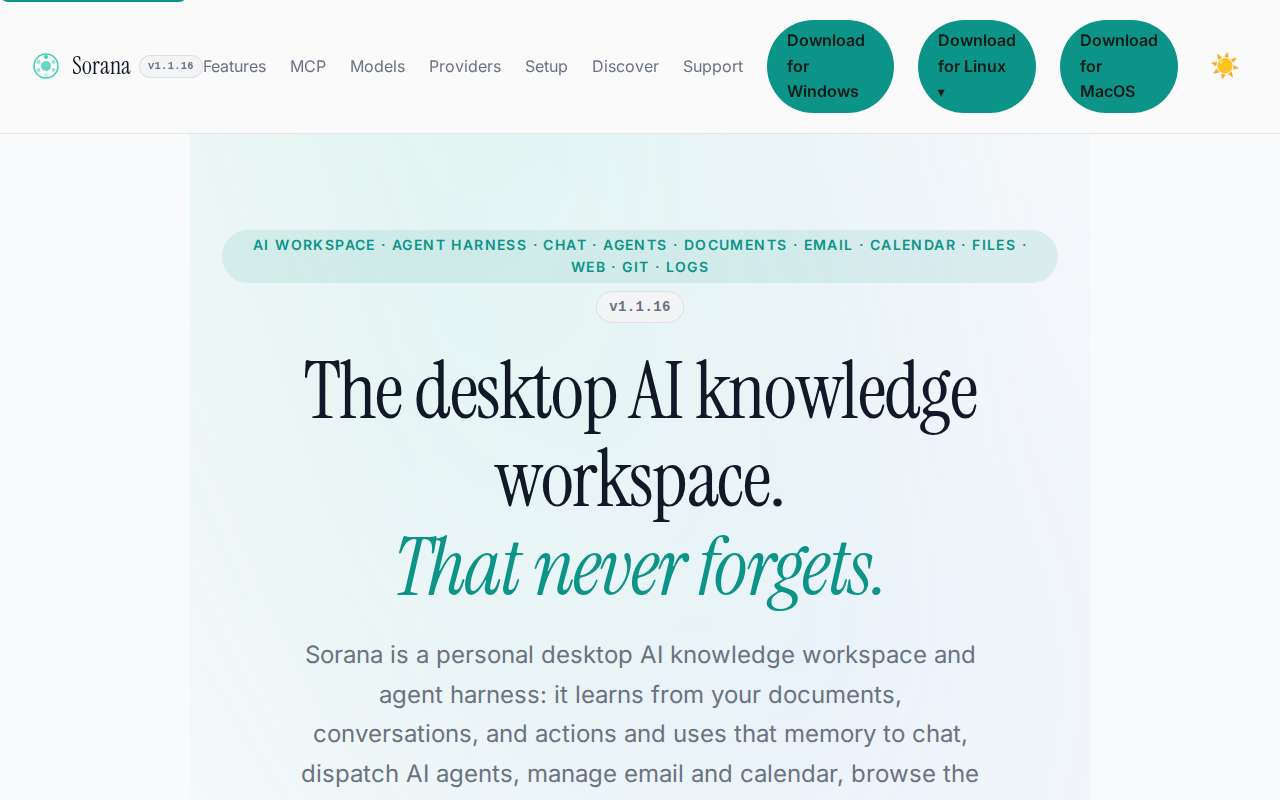 Sorana v1.1.16 Features MCP Models Providers Setup Discover Support
Download for Windows
Download for Linux ▾
Download for MacOS
AI WORKSPACE · AGENT HARNESS · CHAT · AGENTS · DOCUMENTS · EMAIL · CALENDAR · FILES ·
WEB · GIT · LOGS
v1.1.16
The desktop AI knowledge
workspace.
That never forgets.
Sorana is a personal desktop AI knowledge workspace and
agent harness: it learns from your documents,
conversations, and actions and uses that memory to chat,
dispatch AI agents, manage email and calendar, browse the